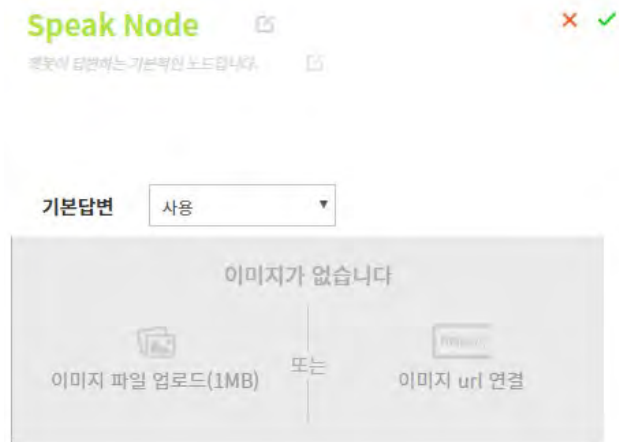 Speak Node
챗봇이 답변하는 기본적인 노드입니다.
기본답변
사용
이미지가 없습니다
이미지 파일 업로드(1MB)
또는
이미지 url 연결